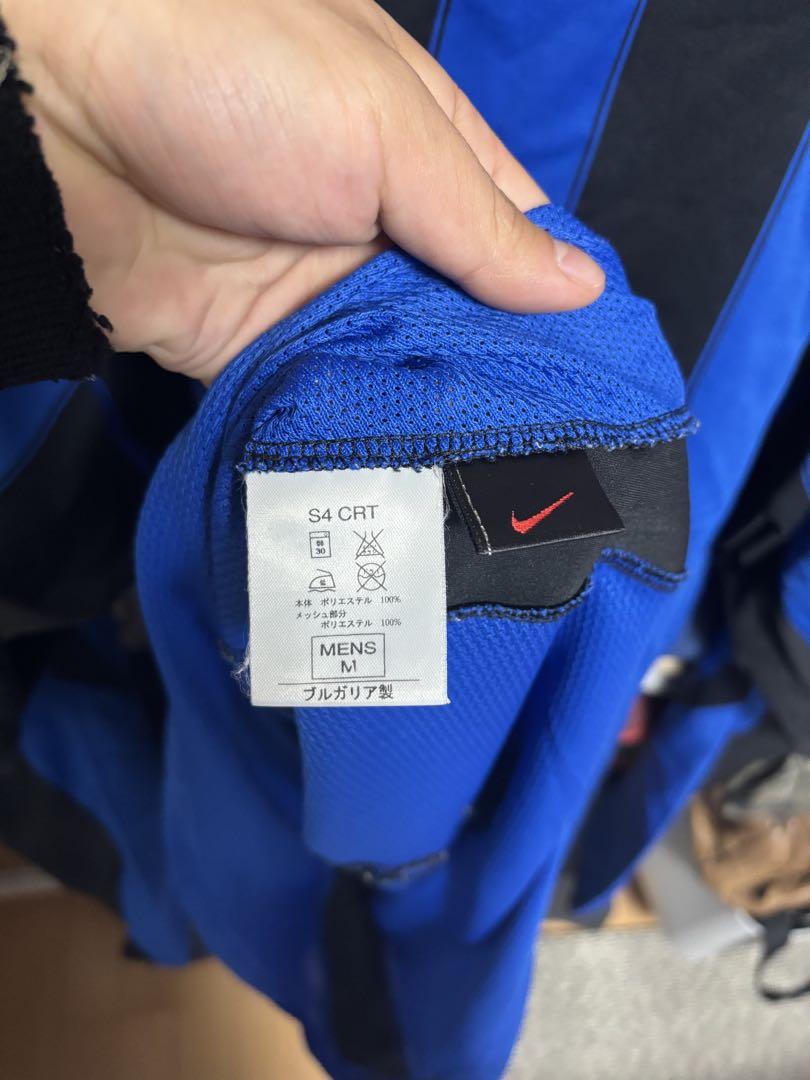 S4 CRT
30
本体 ポリエステル 100%
メッシュ部分
ポリエステル 100%
MENS
M
ブルガリア製